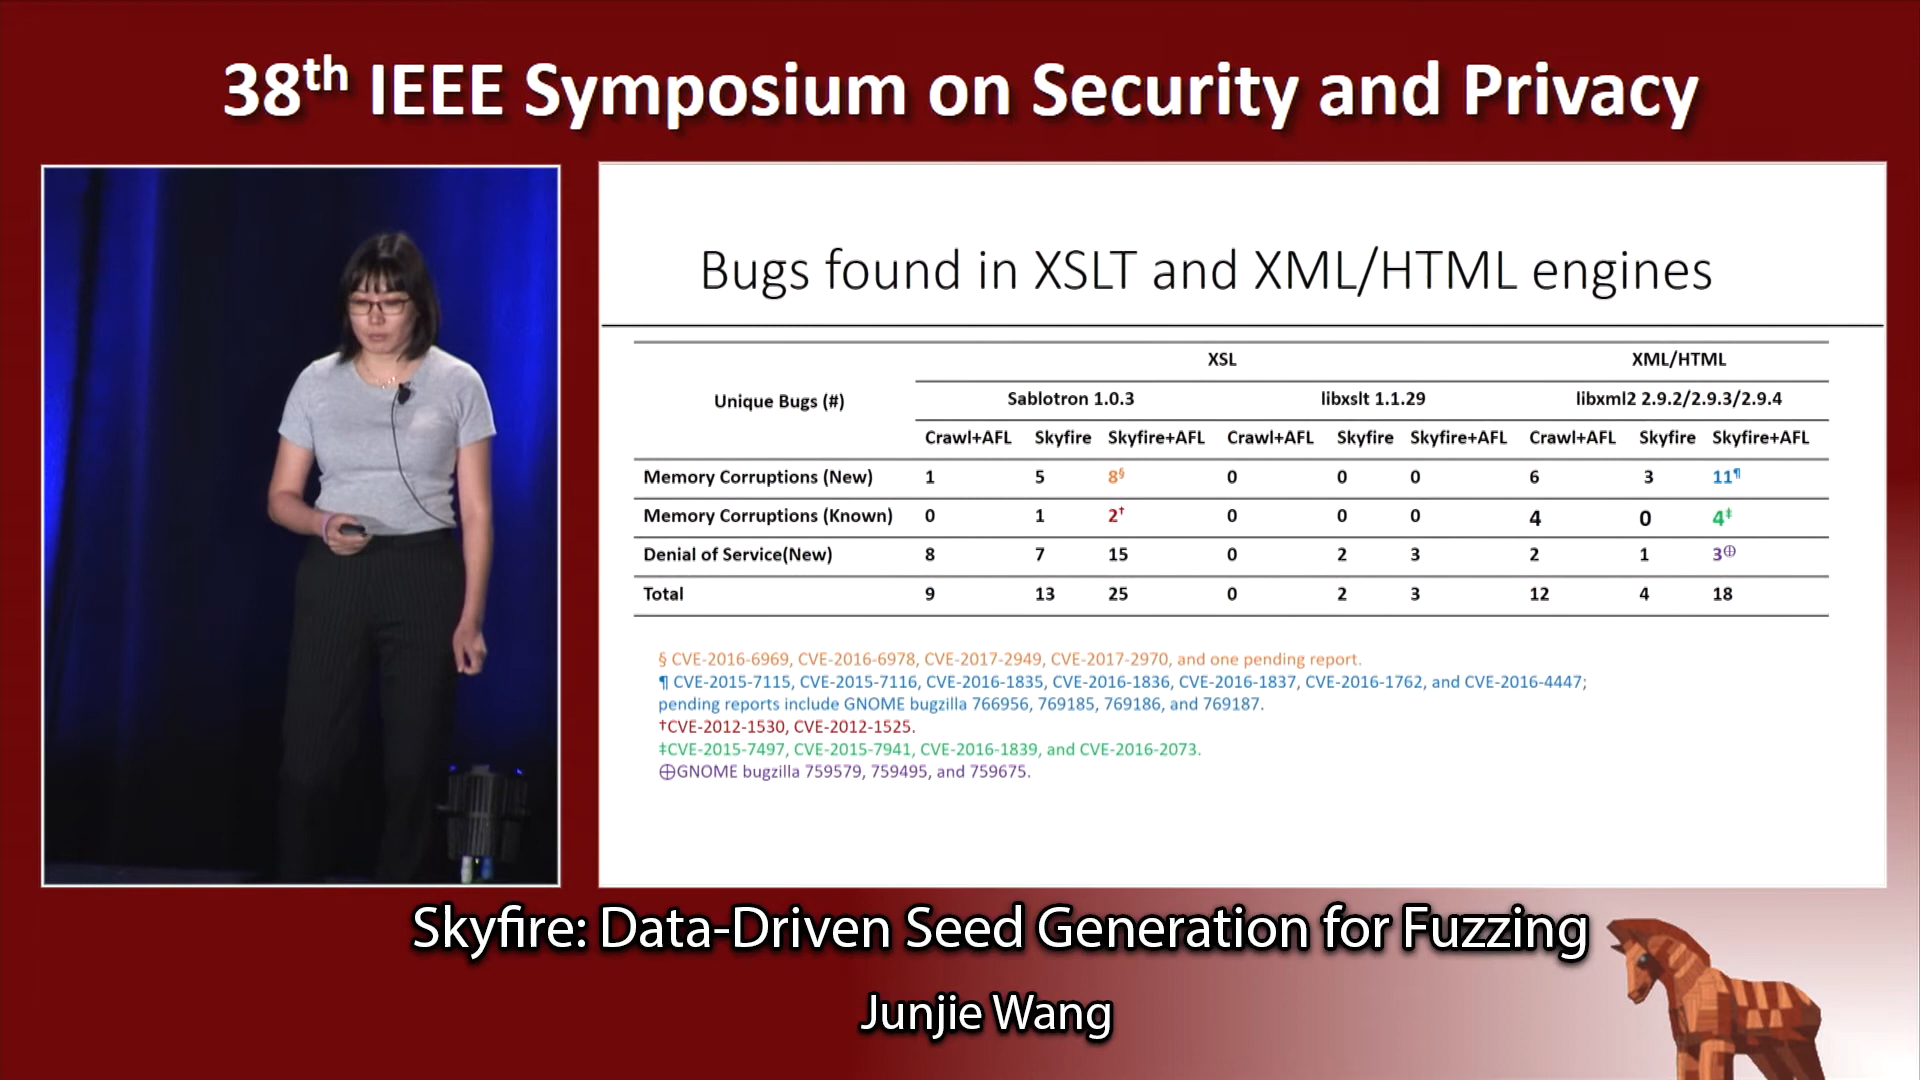 38th IEEE Symposium on Security and Privacy
Bugs found in XSLT and XML/HTML engines
Unique Bugs (#) XSL XML/HTML
Sablotron 1.0.3 libxslt 1.1.29 libxml2 2.9.2/2.9.3/2.9.4
Crawl+AFL Skyfire Skyfire+AFL Crawl+AFL Skyfire Skyfire+AFL Crawl+AFL Skyfire Skyfire+AFL
Memory Corruptions (New) 1 5 8§ 0 0 0 6 3 11¶
Memory Corruptions (Known) 0 1 2† 0 0 0 4 0 4‡
Denial of Service(New) 8 7 15 0 2 3 2 1 3⊕
Total 9 13 25 0 2 3 12 4 18
§ CVE-2016-6969, CVE-2016-6978, CVE-2017-2949, CVE-2017-2970, and one pending report.
¶ CVE-2015-7115, CVE-2015-7116, CVE-2016-1835, CVE-2016-1836, CVE-2016-1837, CVE-2016-1762, and CVE-2016-4447;
pending reports include GNOME bugzilla 766956, 769185, 769186, and 769187.
†CVE-2012-1530, CVE-2012-1525.
‡CVE-2015-7497, CVE-2015-7941, CVE-2016-1839, and CVE-2016-2073.
⊕GNOME bugzilla 759579, 759495, and 759675.
Skyfire: Data-Driven Seed Generation for Fuzzing
Junjie Wang